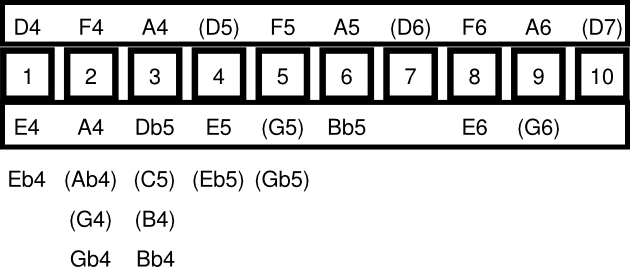 D4 F4 A4 (D5) F5 A5 (D6) F6 A6 (D7)
1 2 3 4 5 6 7 8 9 10
E4 A4 Db5 E5 (G5) Bb5 E6 (G6)
Eb4 (Ab4) (C5) (Eb5) (Gb5)
(G4) (B4)
Gb4 Bb4